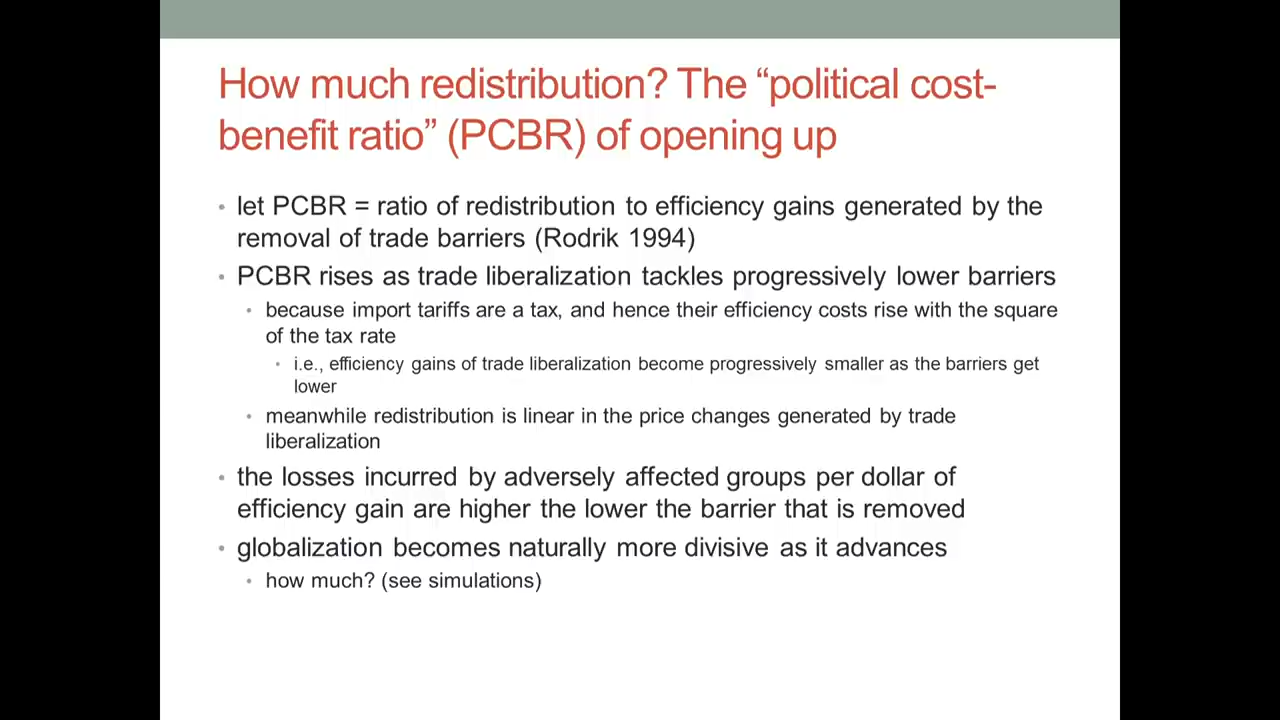 How much redistribution? The “political cost-
benefit ratio” (PCBR) of opening up
• let PCBR = ratio of redistribution to efficiency gains generated by the
removal of trade barriers (Rodrik 1994)
• PCBR rises as trade liberalization tackles progressively lower barriers
• because import tariffs are a tax, and hence their efficiency costs rise with the square
of the tax rate
• i.e., efficiency gains of trade liberalization become progressively smaller as the barriers get
lower
• meanwhile redistribution is linear in the price changes generated by trade
liberalization
• the losses incurred by adversely affected groups per dollar of
efficiency gain are higher the lower the barrier that is removed
• globalization becomes naturally more divisive as it advances
• how much? (see simulations)